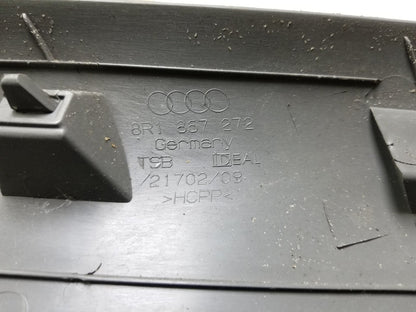 8R1 857 272
Germany
TSB IDEAL
/21702/09
>HCPP<